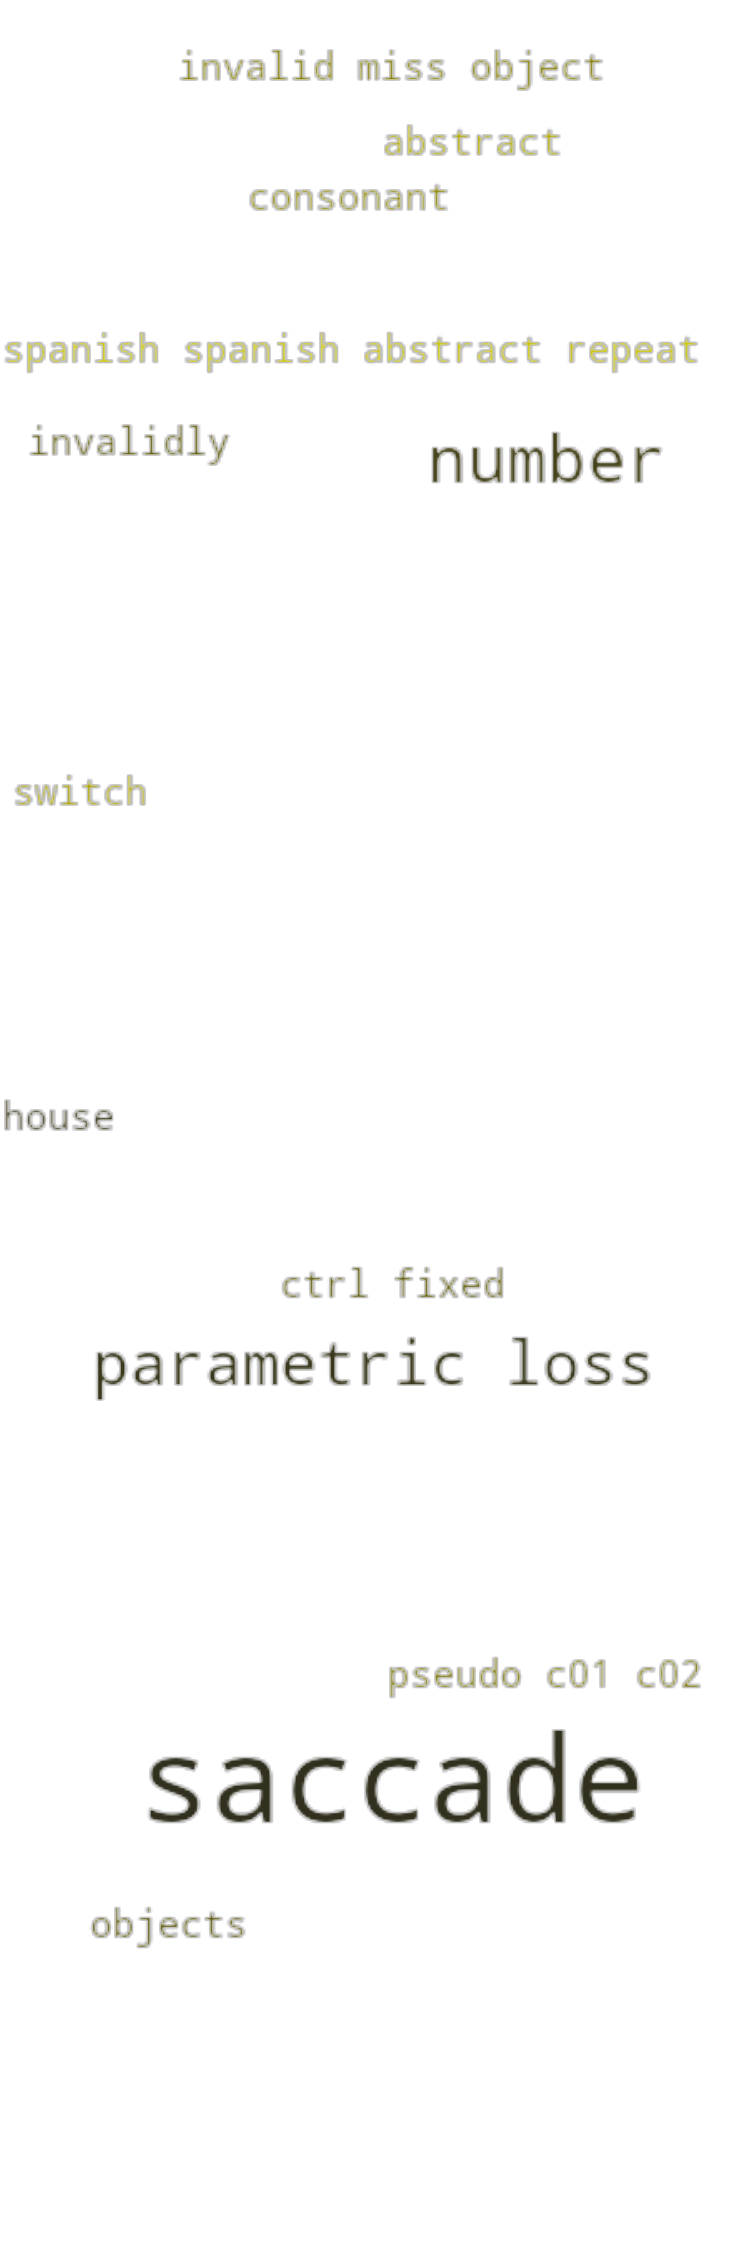 invalid miss object
abstract
consonant
spanish spanish abstract repeat
invalidly
number
switch
house
ctrl fixed
parametric loss
pseudo c01 c02
saccade
objects